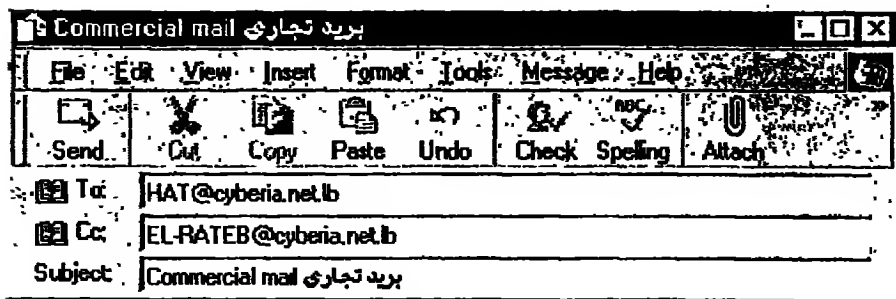 Commercial mail بريد تجاري
File Edit View Insert Format Tools Message Help
Send Cut Copy Paste Undo Check Spelling Attach
To: HAT@cyberia.net.lb
Cc: EL-RATEB@cyberia.net.lb
Subject: Commercial mail بريد تجاري